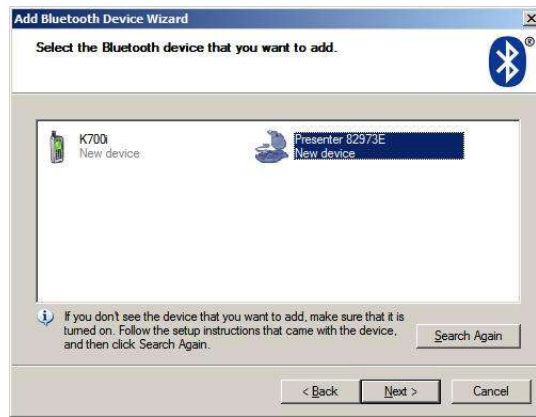 Add Bluetooth Device Wizard
Select the Bluetooth device that you want to add.
®
K700i
New device
Presenter 82973E
New device
If you don't see the device that you want to add, make sure that it is
turned on. Follow the setup instructions that came with the device,
and then click Search Again.
Search Again
< Back
Next >
Cancel